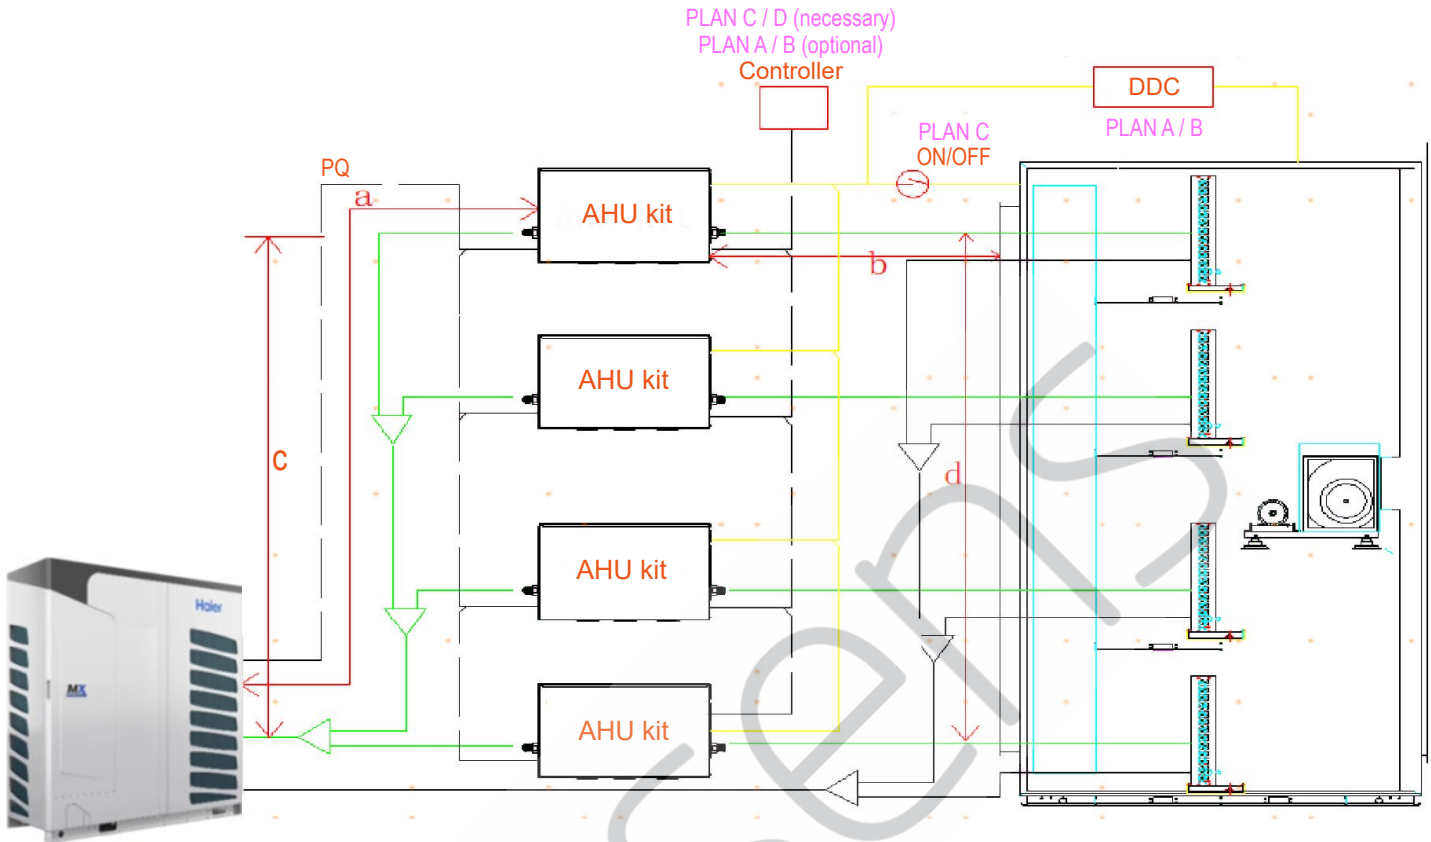 PLAN C / D (necessary)
PLAN A / B (optional)
Controller
DDC
PLAN A / B
PLAN C
ON/OFF
PQ
a
AHU kit
b
AHU kit
C
d
AHU kit
Haier
MX
AHU kit
sens